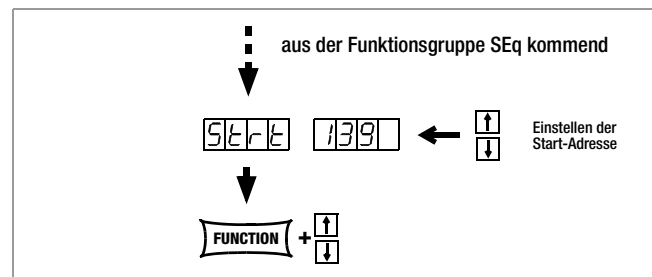 aus der Funktionsgruppe SEq kommend
Strt 139
Einstellen der
Start-Adresse
FUNCTION +